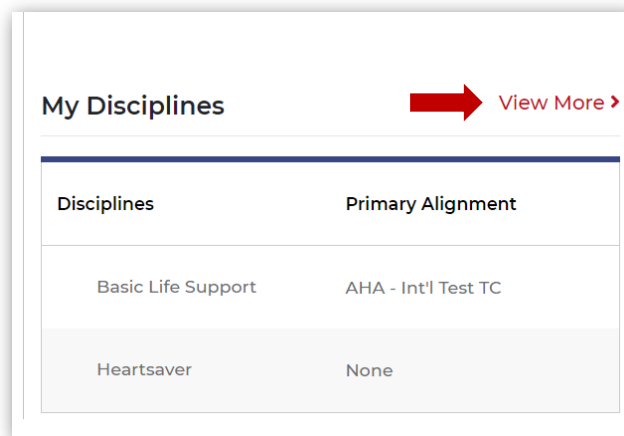 My Disciplines View More >
Disciplines Primary Alignment
Basic Life Support AHA - Int'l Test TC
Heartsaver None